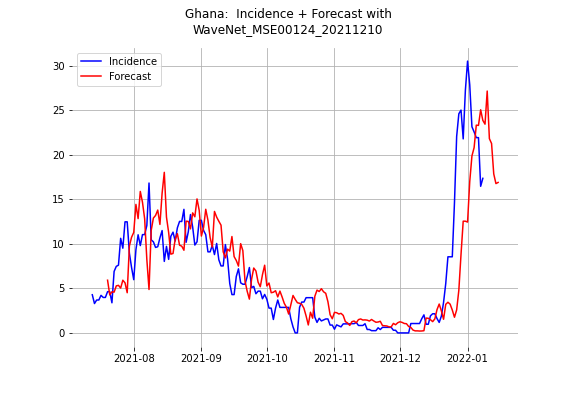 Ghana:  Incidence + Forecast with
WaveNet_MSE00124_20211210
Incidence
Forecast
30
25
20
15
10
5
0
2021-08 2021-09 2021-10 2021-11 2021-12 2022-01